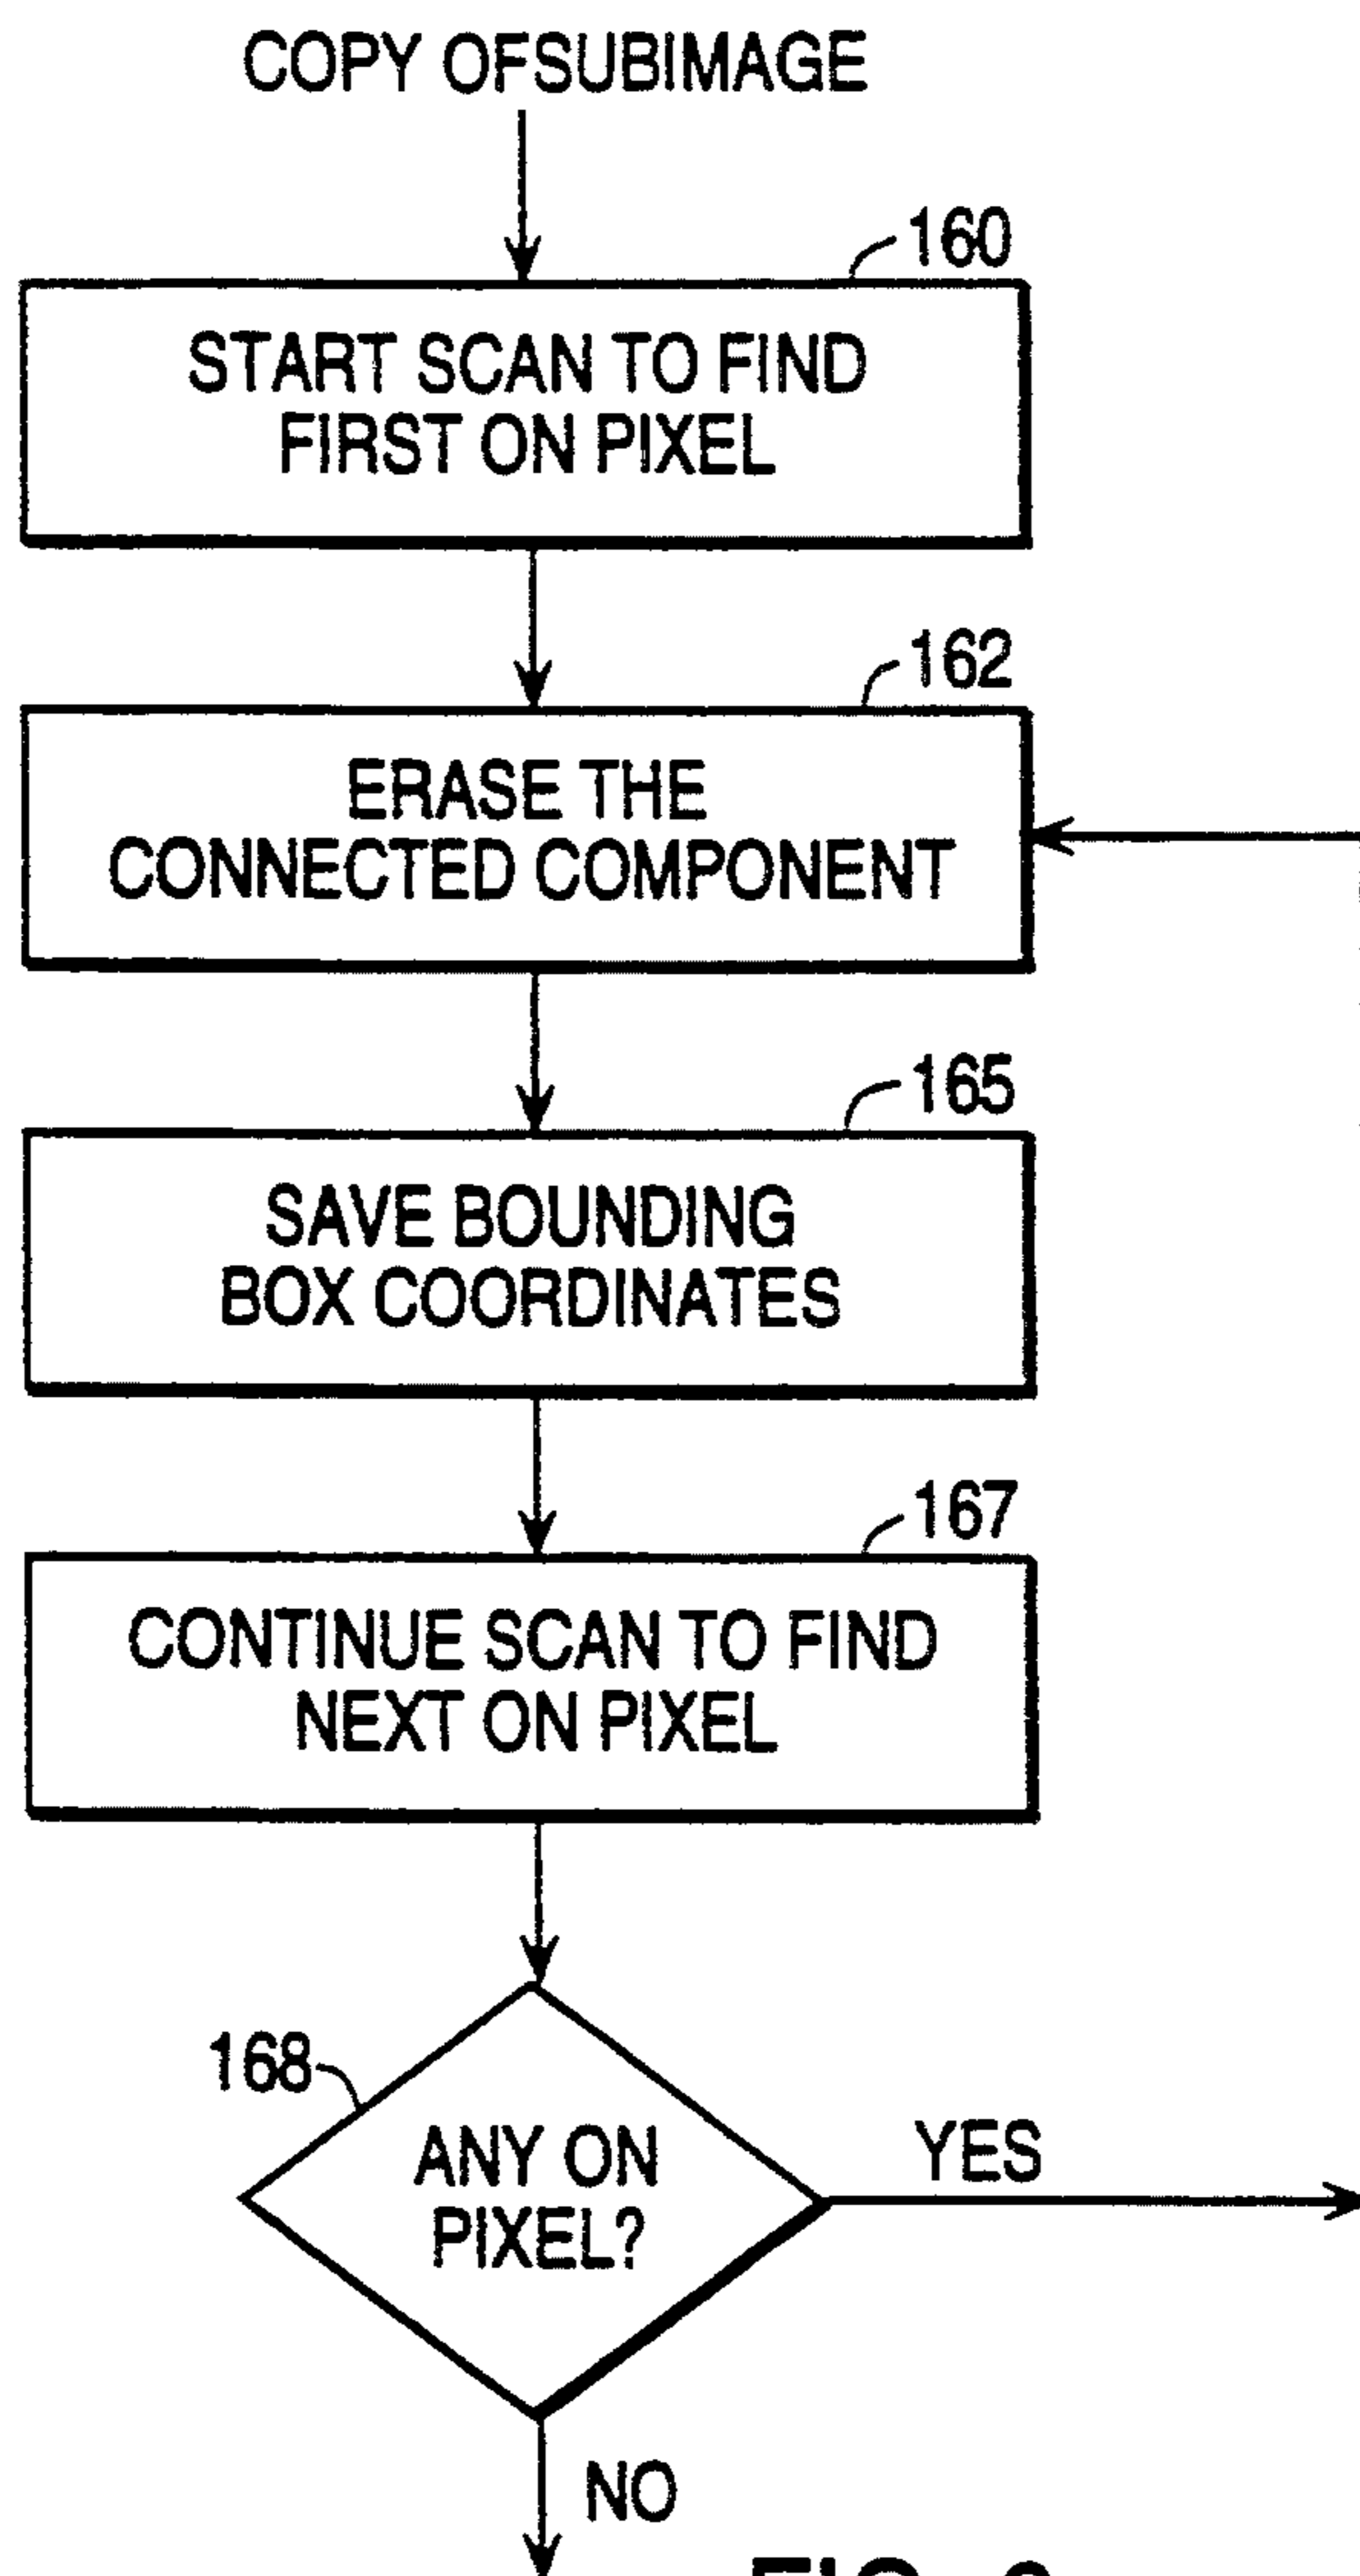 COPY OFSUBIMAGE
160
START SCAN TO FIND
FIRST ON PIXEL
162
ERASE THE
CONNECTED COMPONENT
165
SAVE BOUNDING
BOX COORDINATES
167
CONTINUE SCAN TO FIND
NEXT ON PIXEL
168
ANY ON
PIXEL?
YES
NO